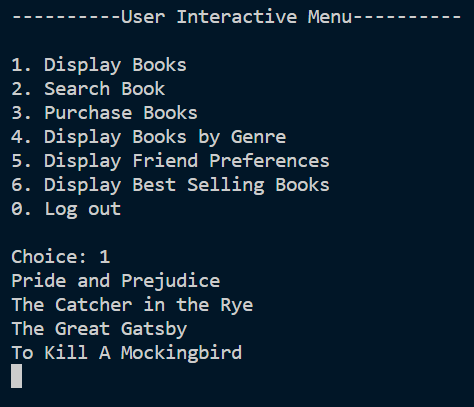 ----------User Interactive Menu----------
1. Display Books
2. Search Book
3. Purchase Books
4. Display Books by Genre
5. Display Friend Preferences
6. Display Best Selling Books
0. Log out
Choice: 1
Pride and Prejudice
The Catcher in the Rye
The Great Gatsby
To Kill A Mockingbird